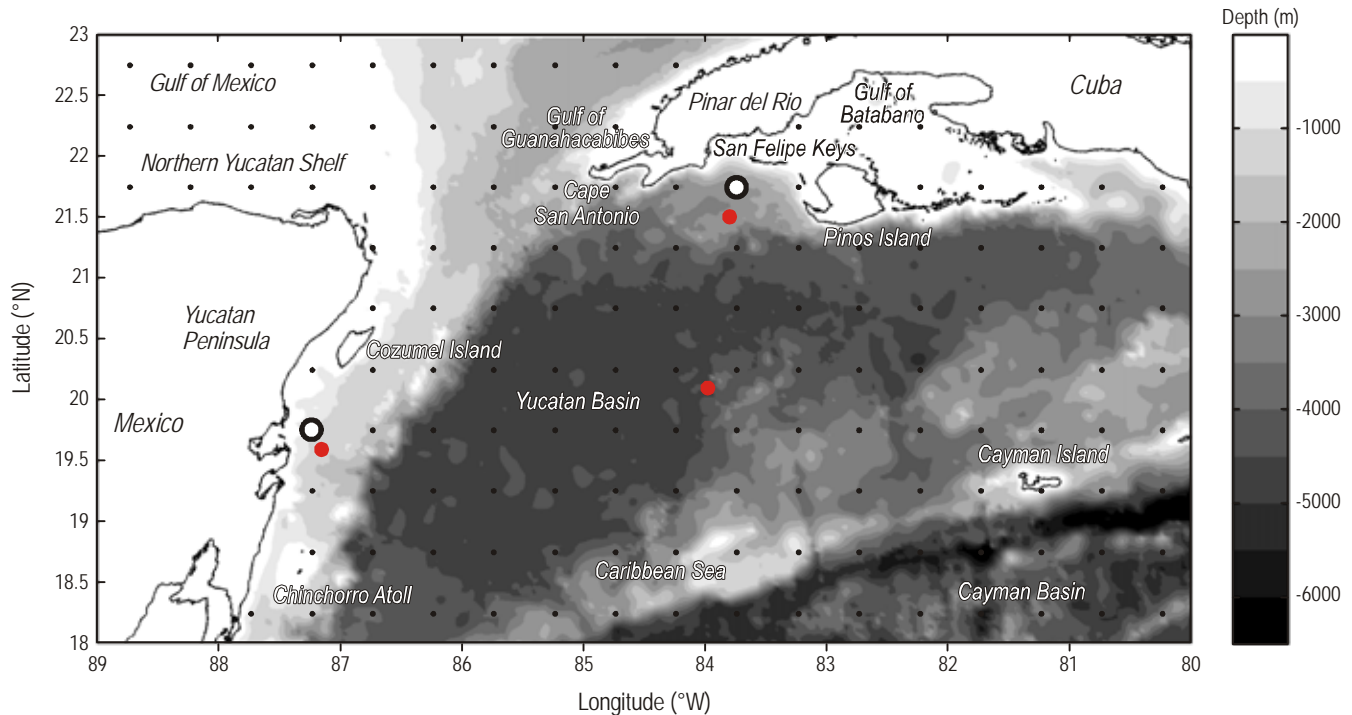 Depth (m)
23
22.5
22
21.5
21
20.5
20
19.5
19
18.5
18
Latitude (°N)
Gulf of Mexico
Northern Yucatan Shelf
Gulf of
Guanahacabibes
Pinar del Rio
Gulf of
Batabano
Cuba
San Felipe Keys
Cape
San Antonio
Pinos Island
Yucatan
Peninsula
Cozumel Island
Mexico
Yucatan Basin
Cayman Island
Caribbean Sea
Chinchorro Atoll
Cayman Basin
89
88
87
86
85
84
83
82
81
80
Longitude (°W)
-1000
-2000
-3000
-4000
-5000
-6000